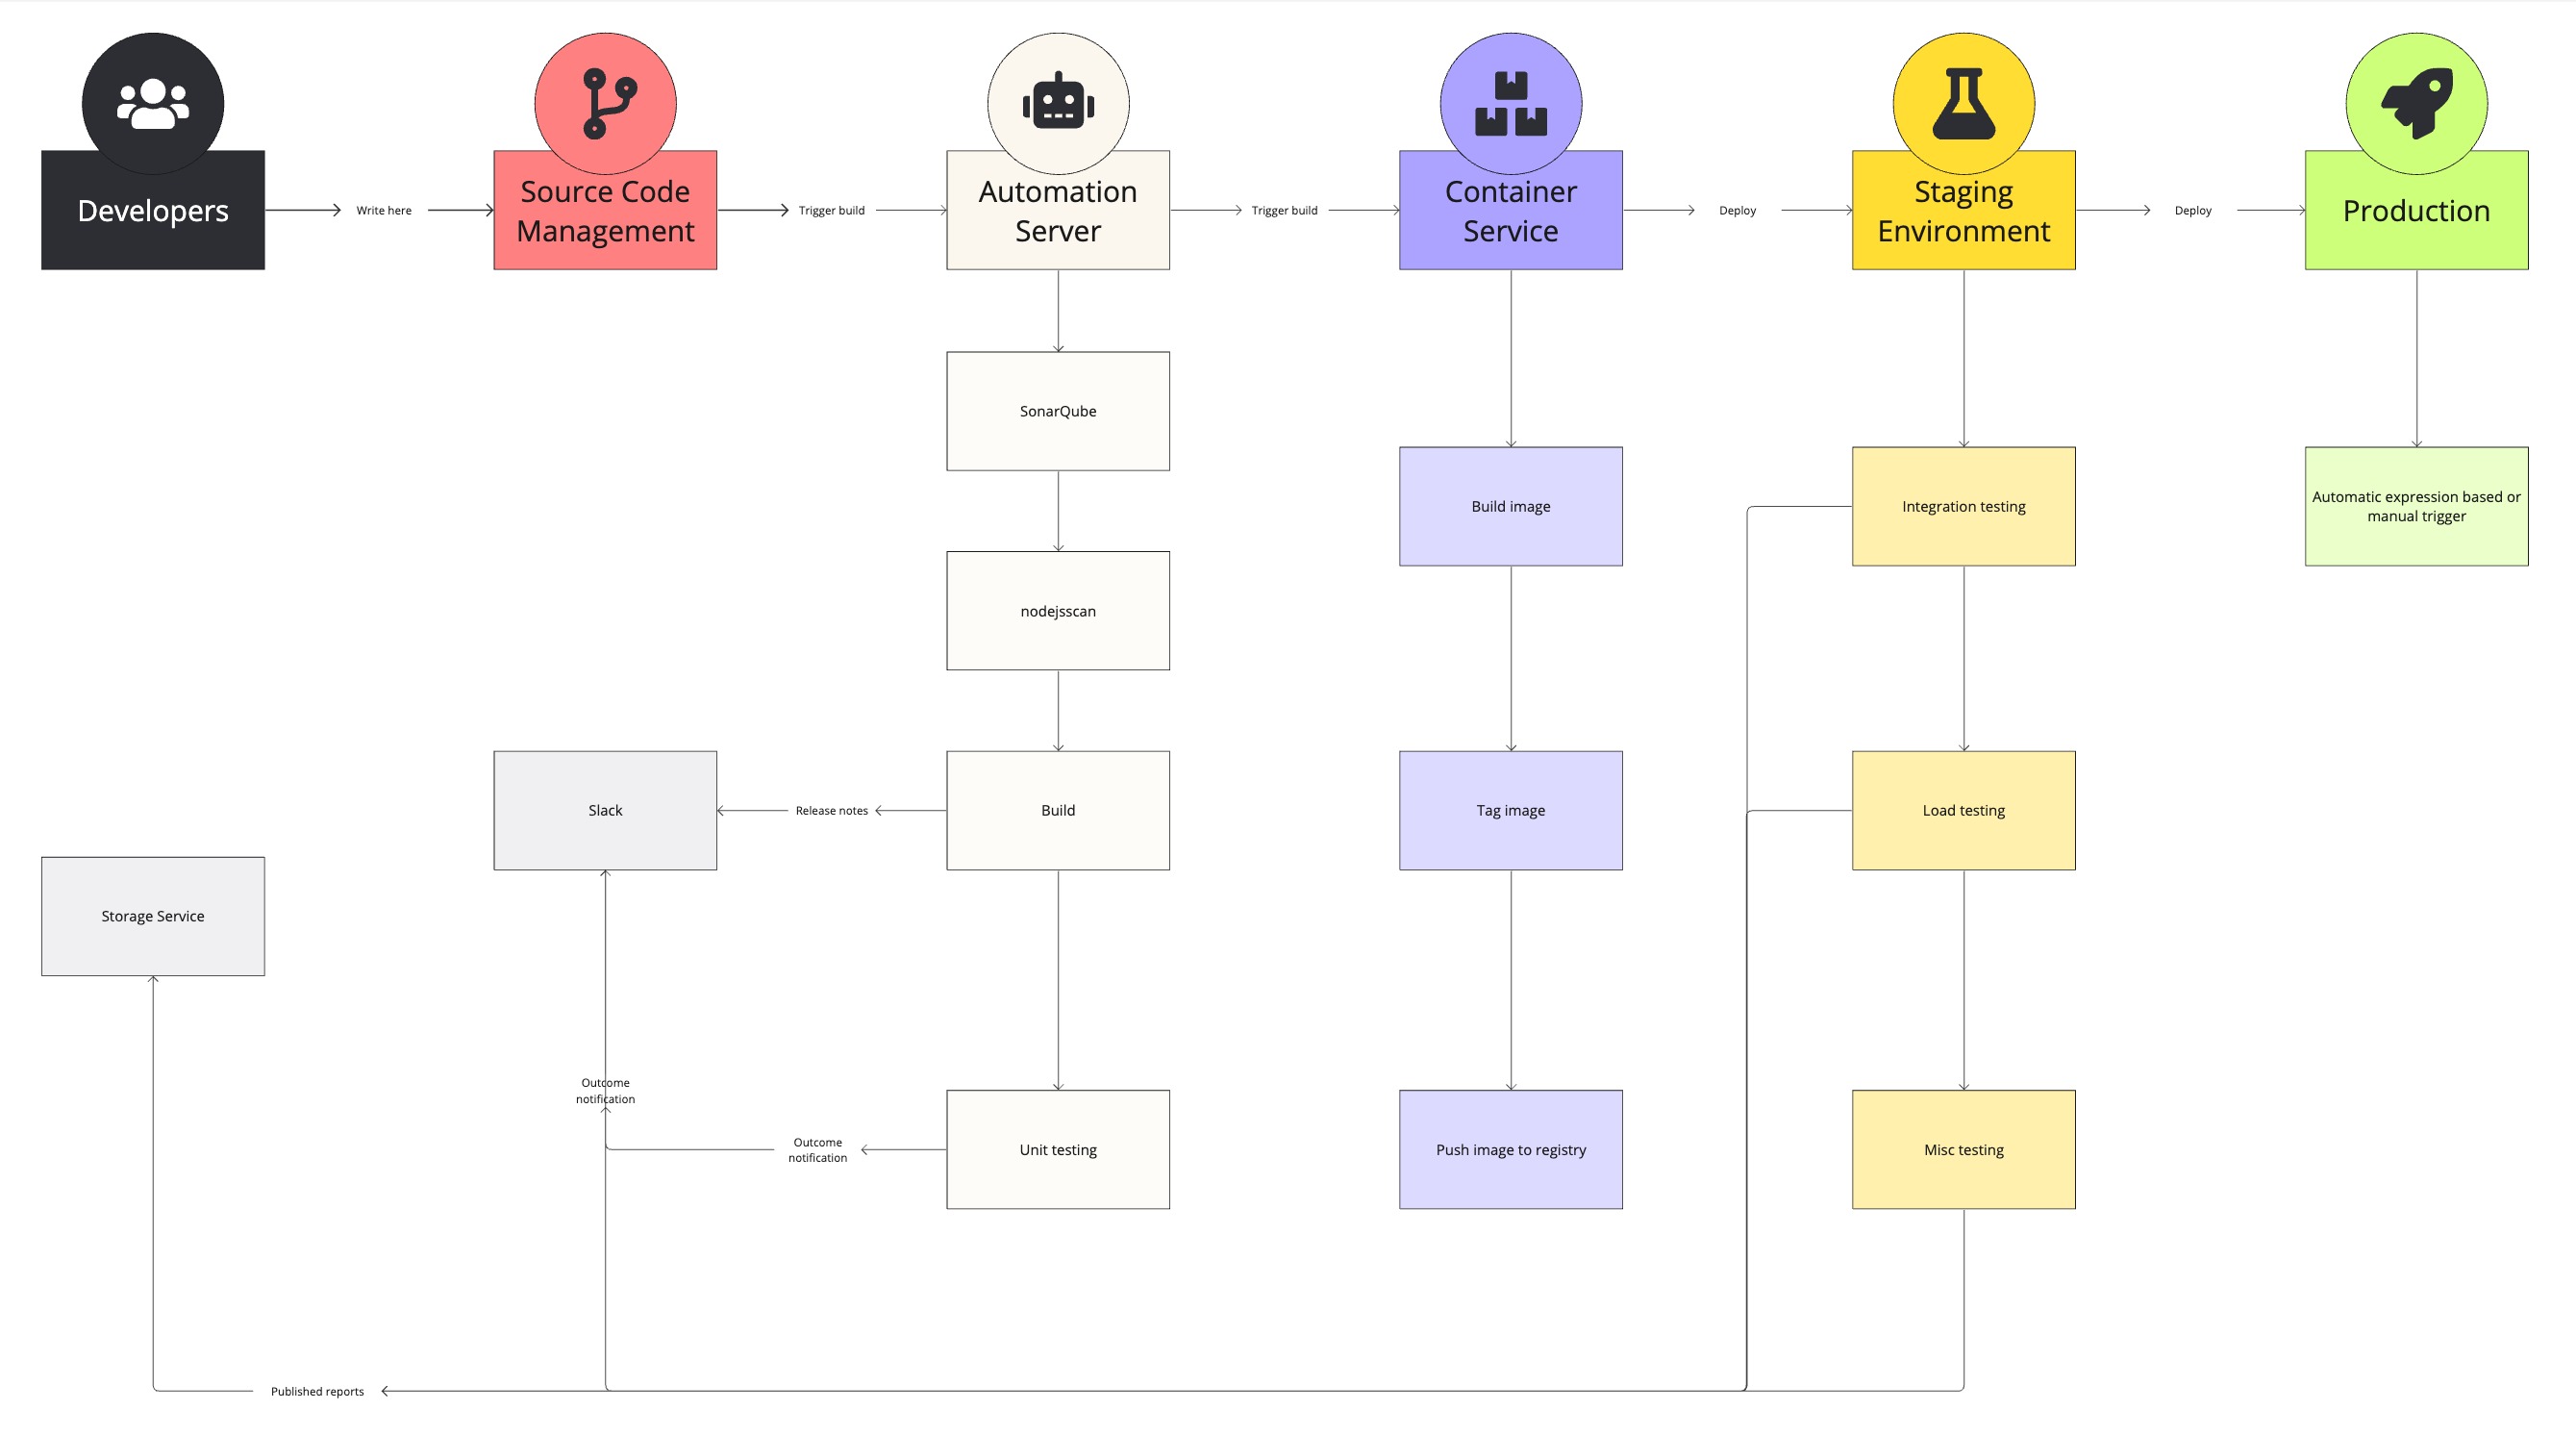 Developers
Write here
Source Code
Management
Trigger build
Automation
Server
Trigger build
Container
Service
Deploy
Staging
Environment
Deploy
Production
SonarQube
Build image
Integration testing
Automatic expression based or
manual trigger
nodejsscan
Slack
Release notes
Build
Tag image
Load testing
Storage Service
Outcome
notification
Outcome
notification
Unit testing
Push image to registry
Misc testing
Published reports